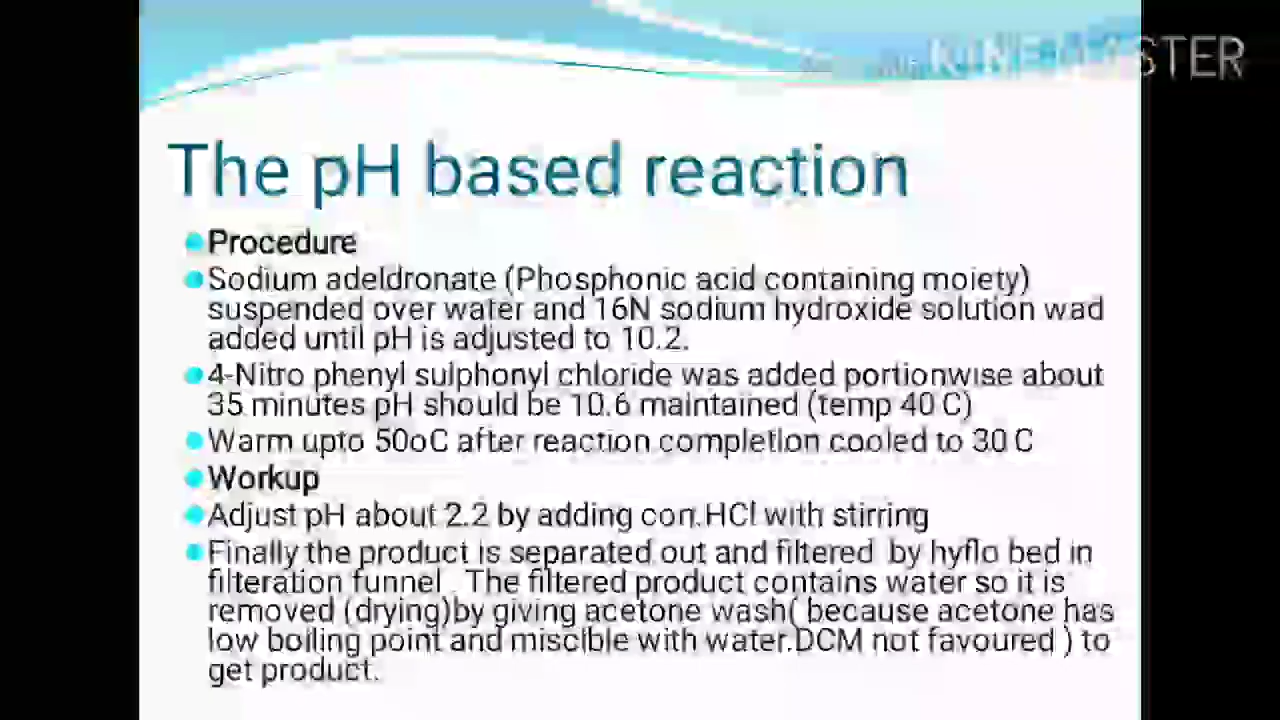 KINEMASTER
The pH based reaction
Procedure
Sodium adeldronate (Phosphonic acid containing moiety)
suspended over water and 16N sodium hydroxide solution wad
added until pH is adjusted to 10.2.
4-Nitro phenyl sulphonyl chloride was added portionwise about
35 minutes pH should be 10.6 maintained (temp 40 C)
Warm upto 50oC after reaction completion cooled to 30 C
Workup
Adjust pH about 2.2 by adding con.HCl with stirring
Finally the product is separated out and filtered by hyflo bed in
filteration funnel . The filtered product contains water so it is
removed (drying)by giving acetone wash( because acetone has
low boiling point and miscible with water.DCM not favoured ) to
get product.